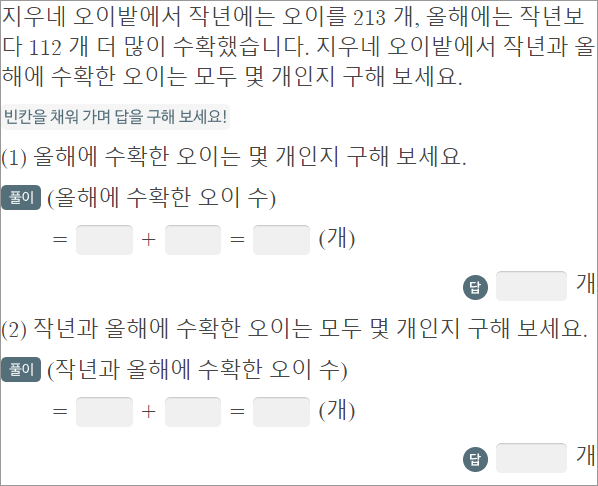 지우네 오이밭에서 작년에는 오이를 213 개, 올해에는 작년보
다 112 개 더 많이 수확했습니다. 지우네 오이밭에서 작년과 올
해에 수확한 오이는 모두 몇 개인지 구해 보세요.
빈칸을 채워 가며 답을 구해 보세요!
(1) 올해에 수확한 오이는 몇 개인지 구해 보세요.
풀이 (올해에 수확한 오이 수)
= + = (개)
답 개
(2) 작년과 올해에 수확한 오이는 모두 몇 개인지 구해 보세요.
풀이 (작년과 올해에 수확한 오이 수)
= + = (개)
답 개